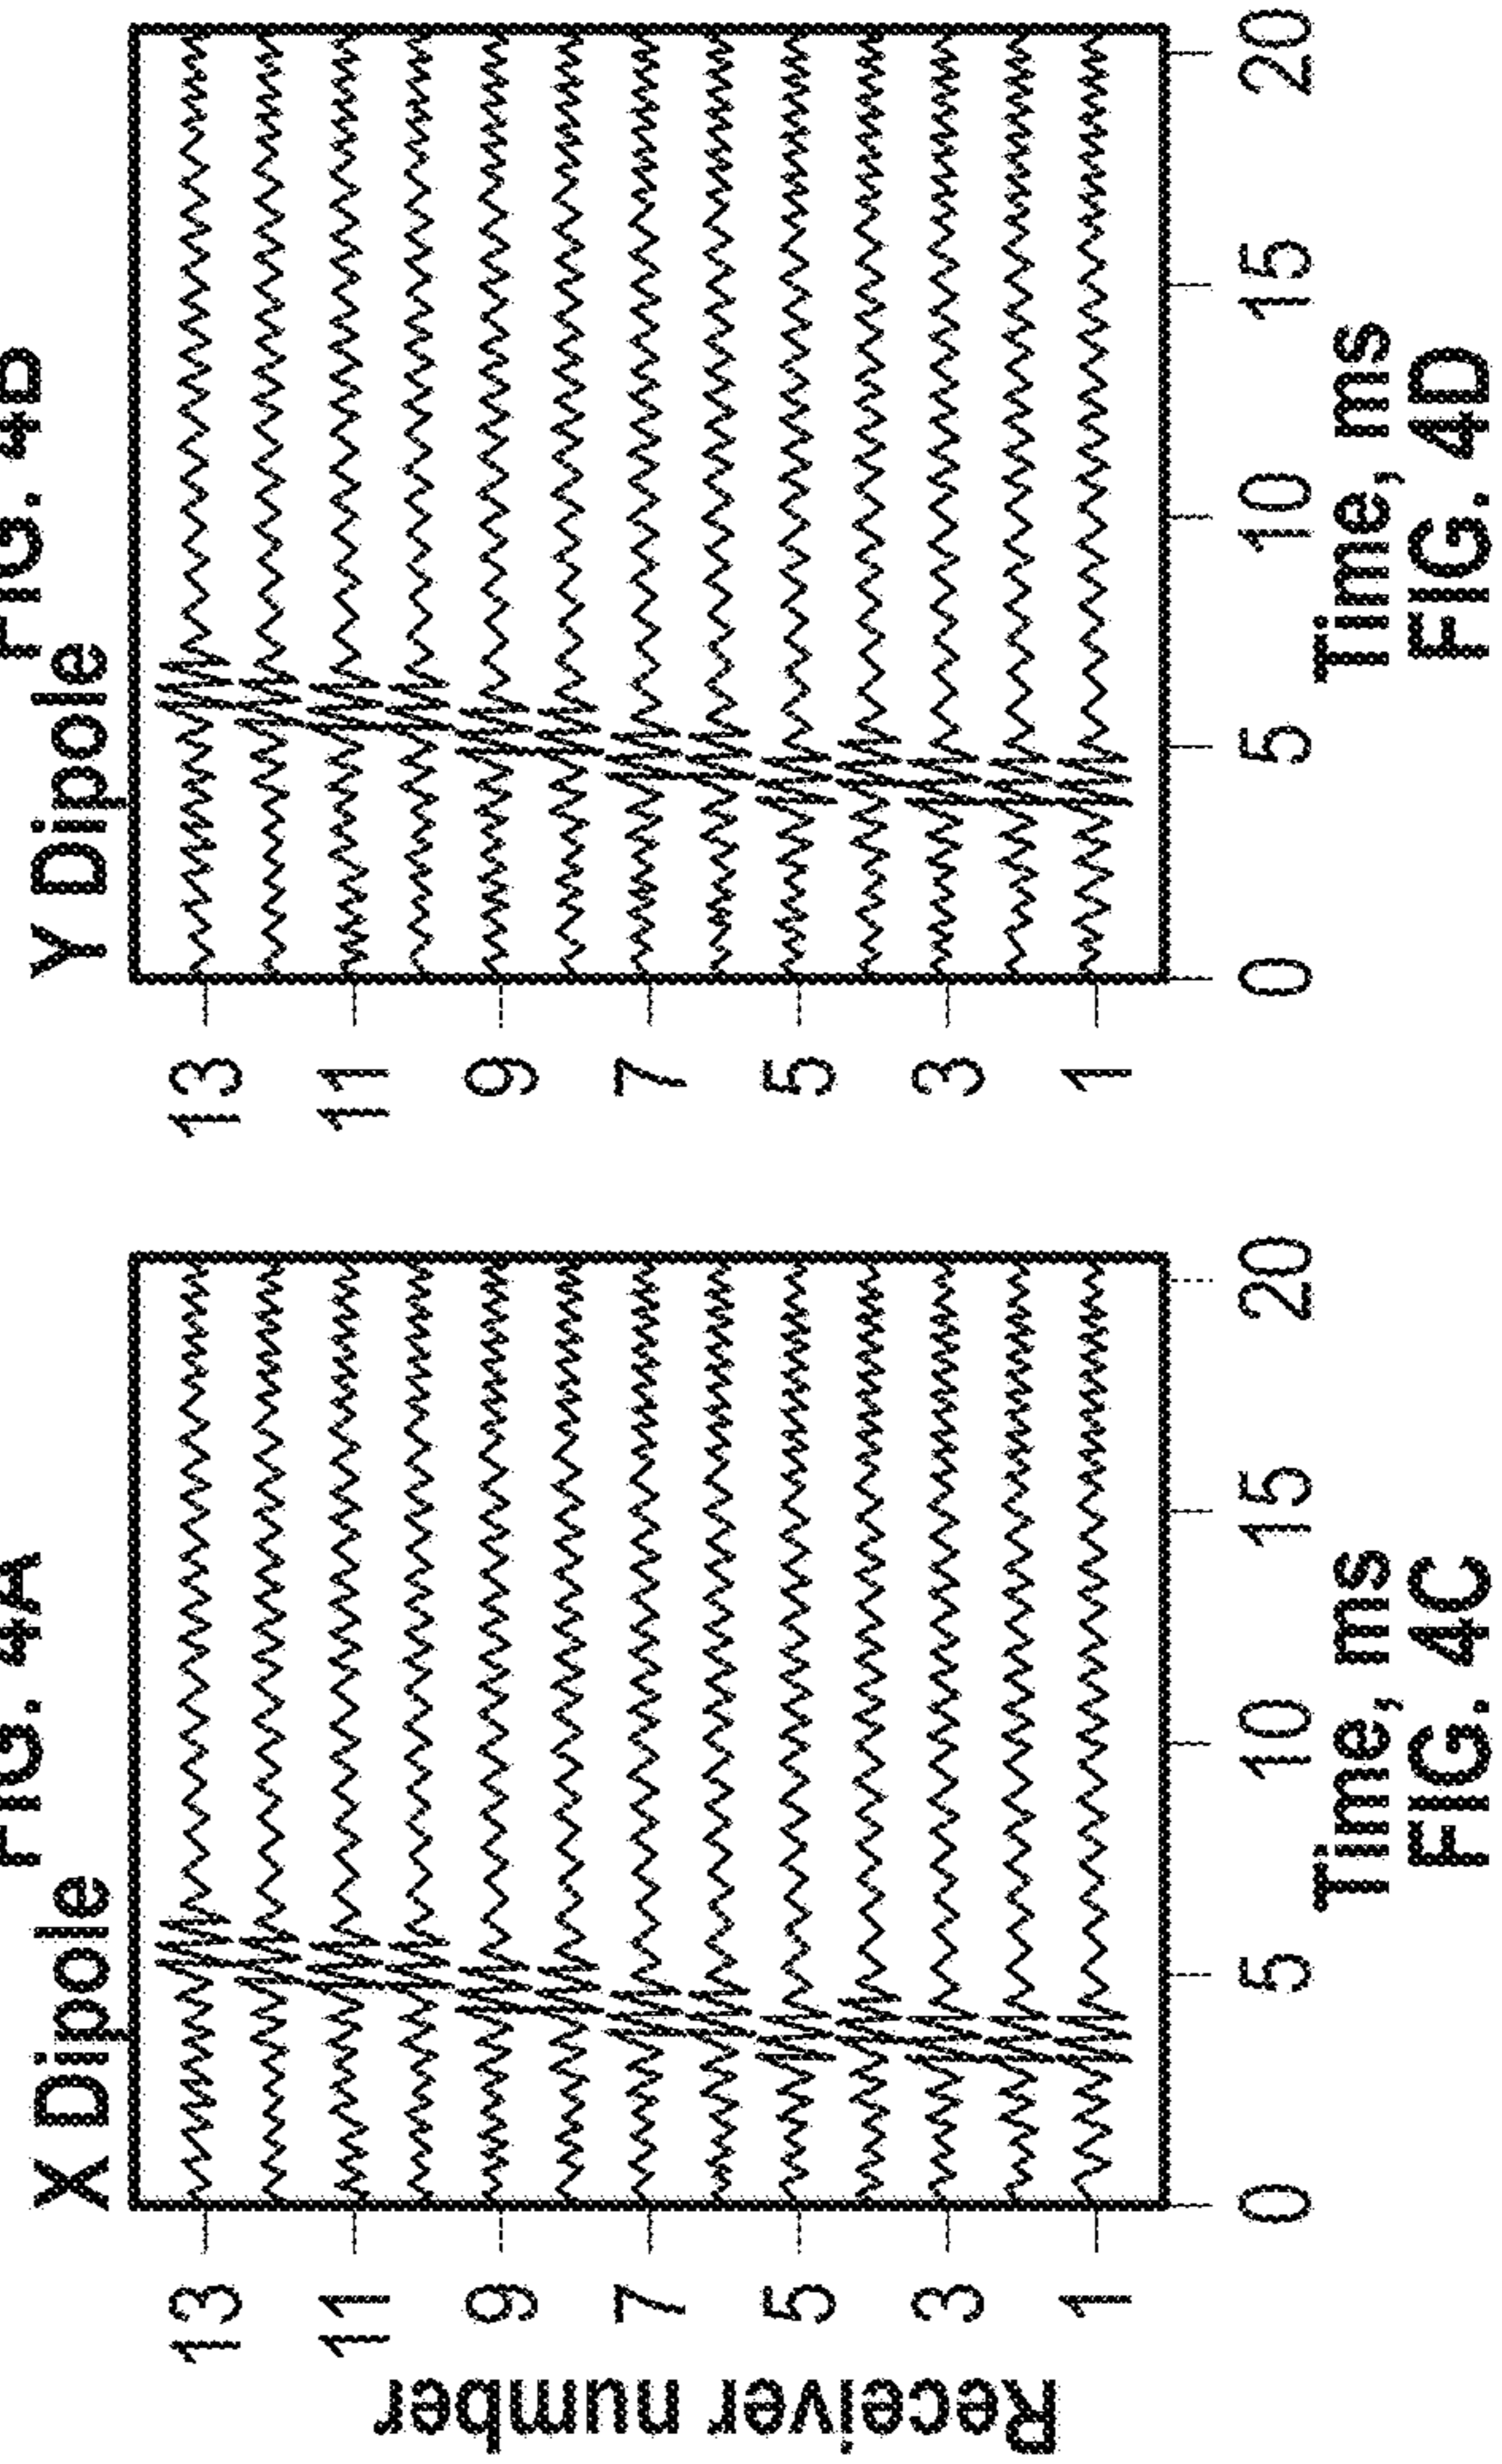 FIG. 4A
FIG. 4B
X Dipole
Y Dipole
Receiver number
13
11
9
7
5
3
1
0
5
10
15
20
Time, ms
FIG. 4C
13
11
9
7
5
3
1
0
5
10
15
20
Time, ms
FIG. 4D